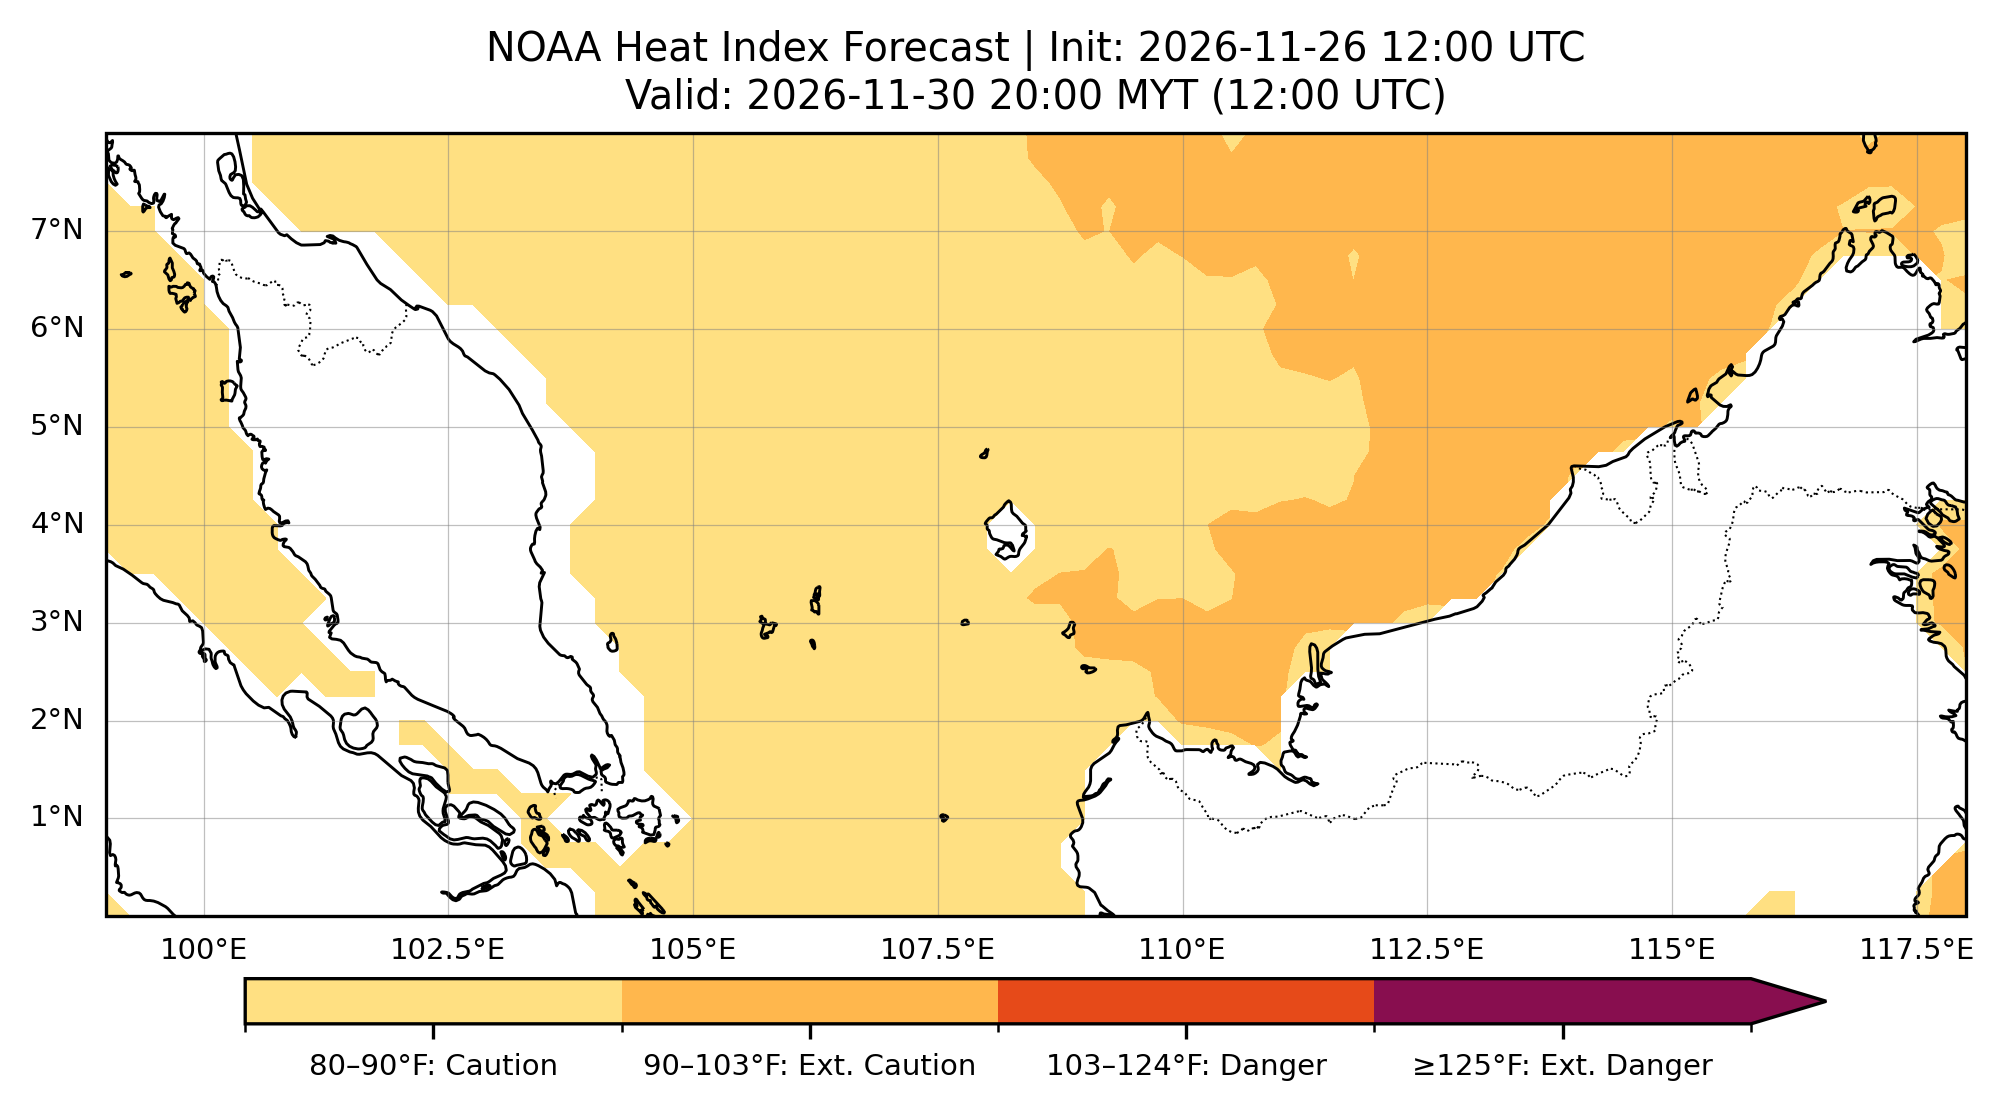 NOAA Heat Index Forecast | Init: 2026-11-26 12:00 UTC
Valid: 2026-11-30 20:00 MYT (12:00 UTC)
7°N
6°N
5°N
4°N
3°N
2°N
1°N
100°E 102.5°E 105°E 107.5°E 110°E 112.5°E 115°E 117.5°E
80–90°F: Caution 90–103°F: Ext. Caution 103–124°F: Danger ≥125°F: Ext. Danger